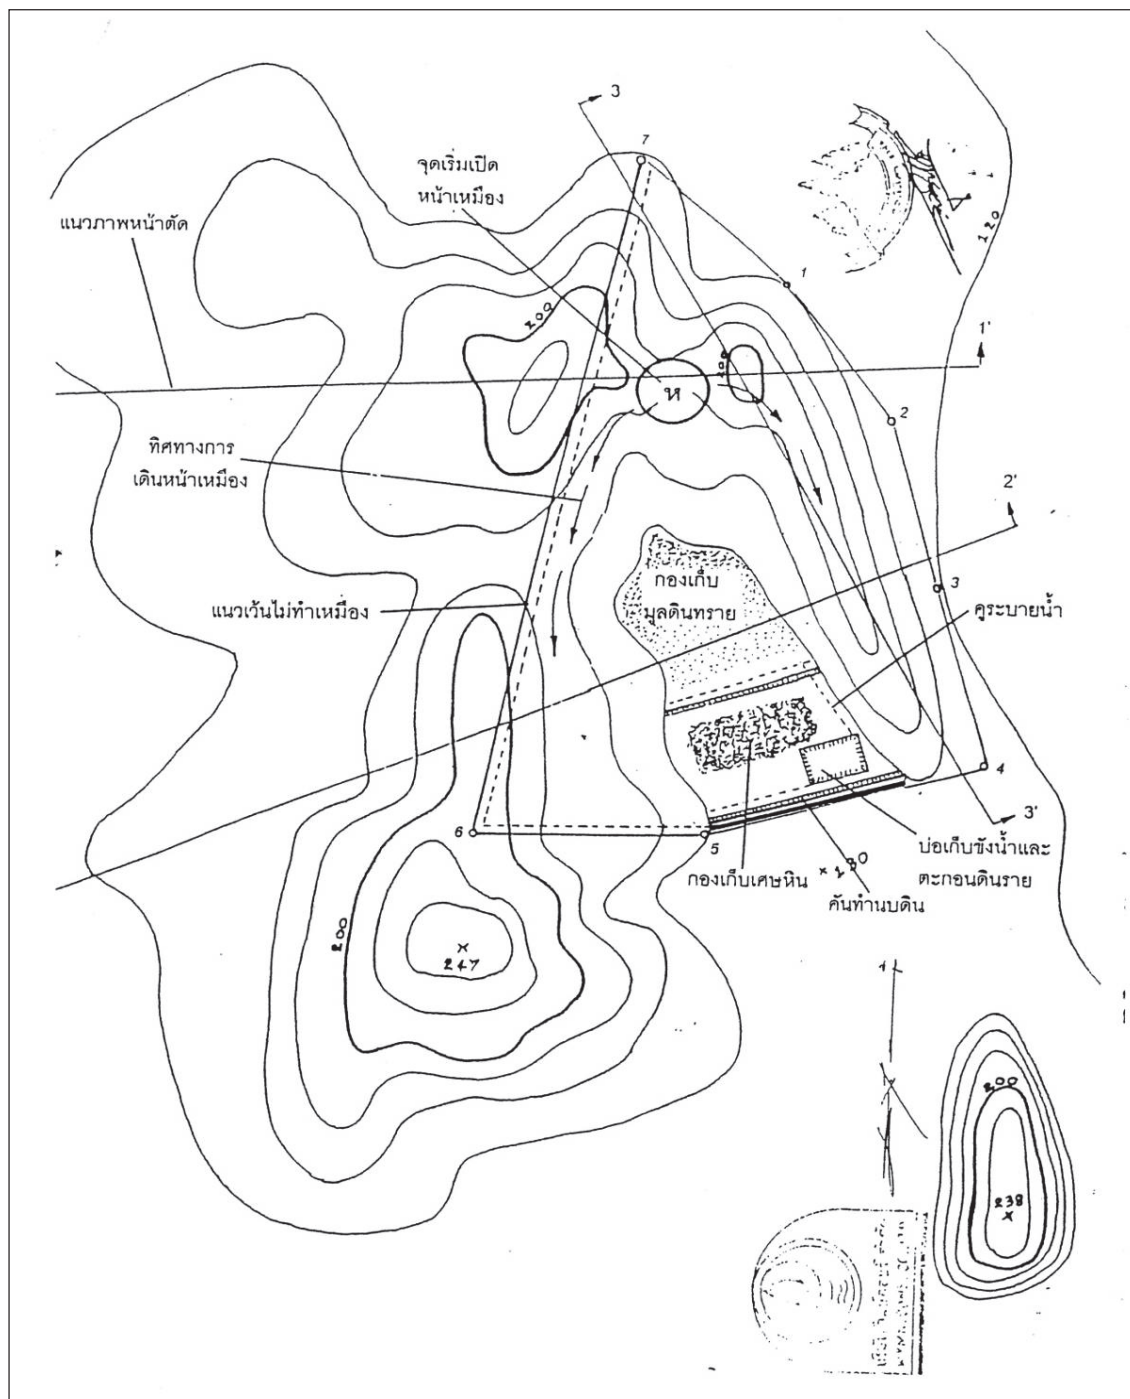 3
7
จุดเริ่มเปิด
หน้าเหมือง
แนวภาพหน้าตัด
120
1
1'
200
200
ห
2
ทิศทางการ
เดินหน้าเหมือง
2'
กองเก็บ
มูลดินทราย
3
แนวเว้นไม่ทำเหมือง
คูระบายน้ำ
4
3'
6
5
บ่อเก็บขังน้ำและ
ตะกอนดินราย
กองเก็บเศษหิน
× 130
คันทำนบดิน
200
×
247
200
238
×